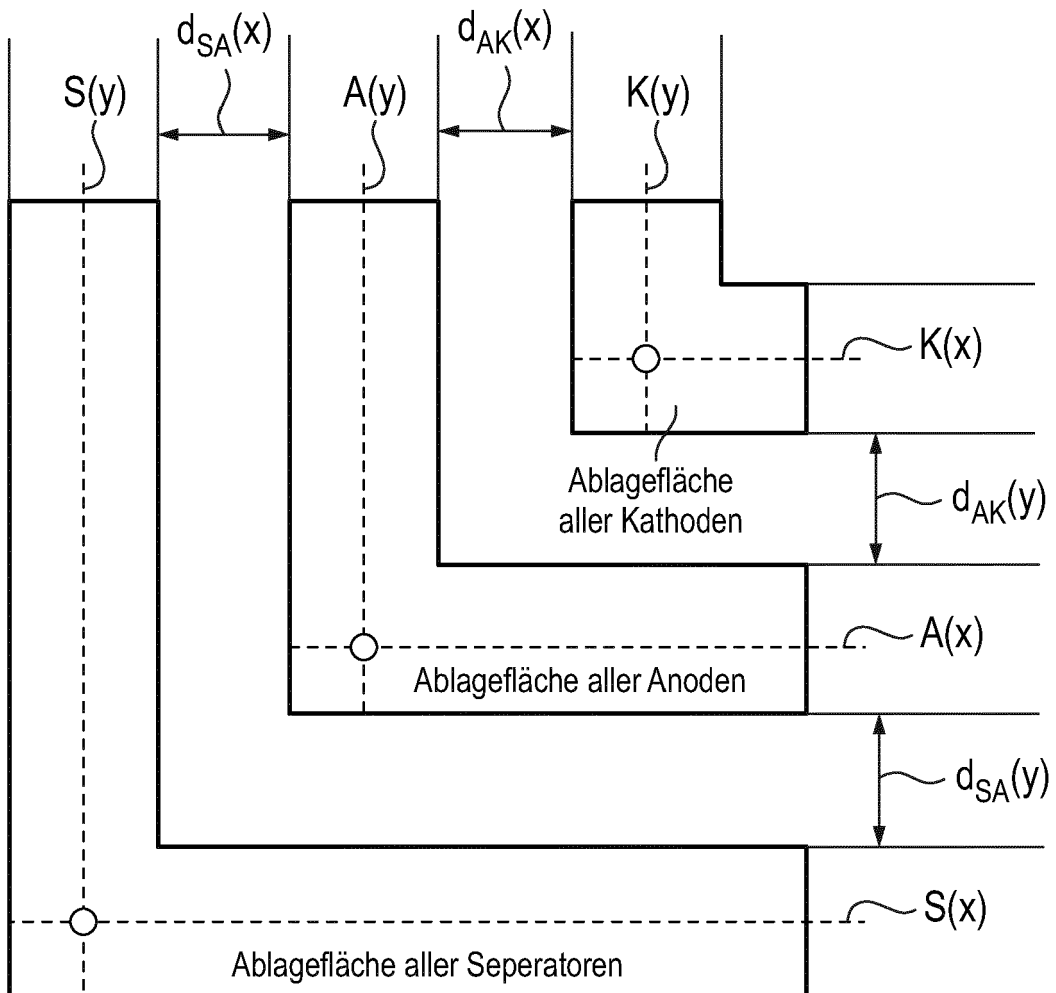 d_SA(x)
d_AK(x)
S(y)
A(y)
K(y)
K(x)
Ablagefläche
aller Kathoden
d_AK(y)
A(x)
Ablagefläche aller Anoden
d_SA(y)
S(x)
Ablagefläche aller Seperatoren